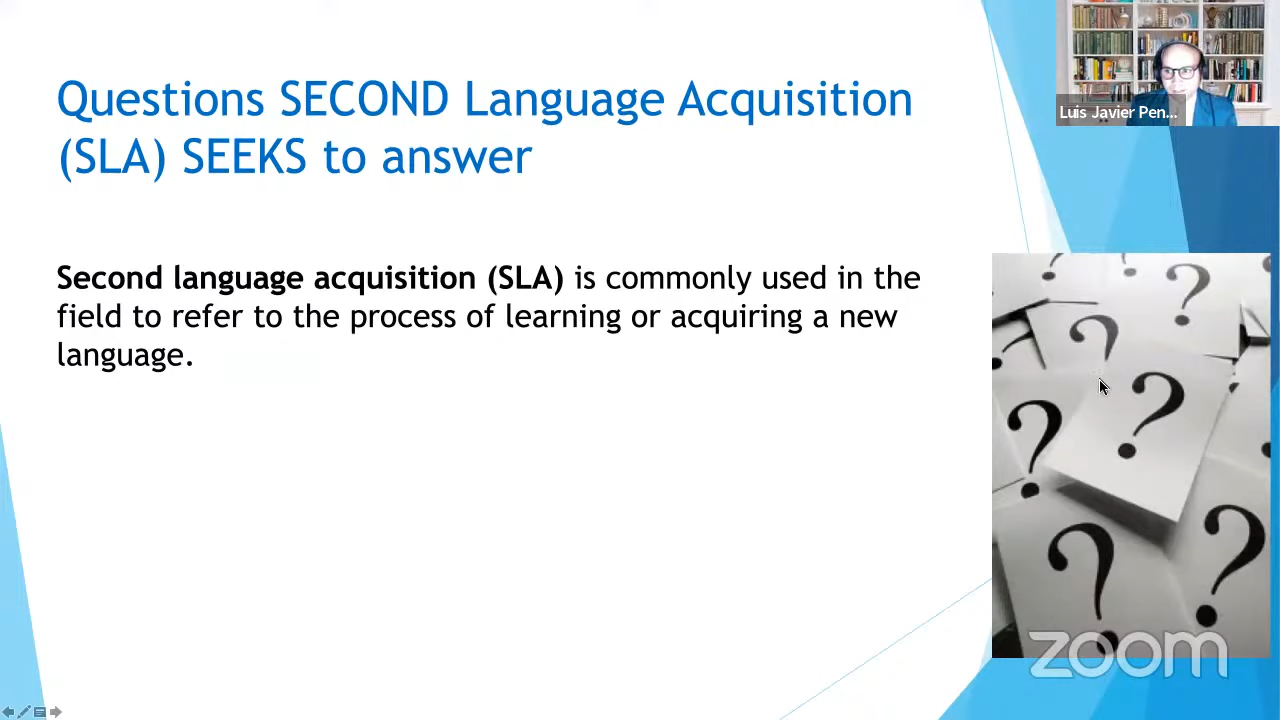 Questions SECOND Language Acquisition
(SLA) SEEKS to answer
Second language acquisition (SLA) is commonly used in the
field to refer to the process of learning or acquiring a new
language.
Luis Javier Pen...
? ? ?
? ?
? ?
? ?
zoom